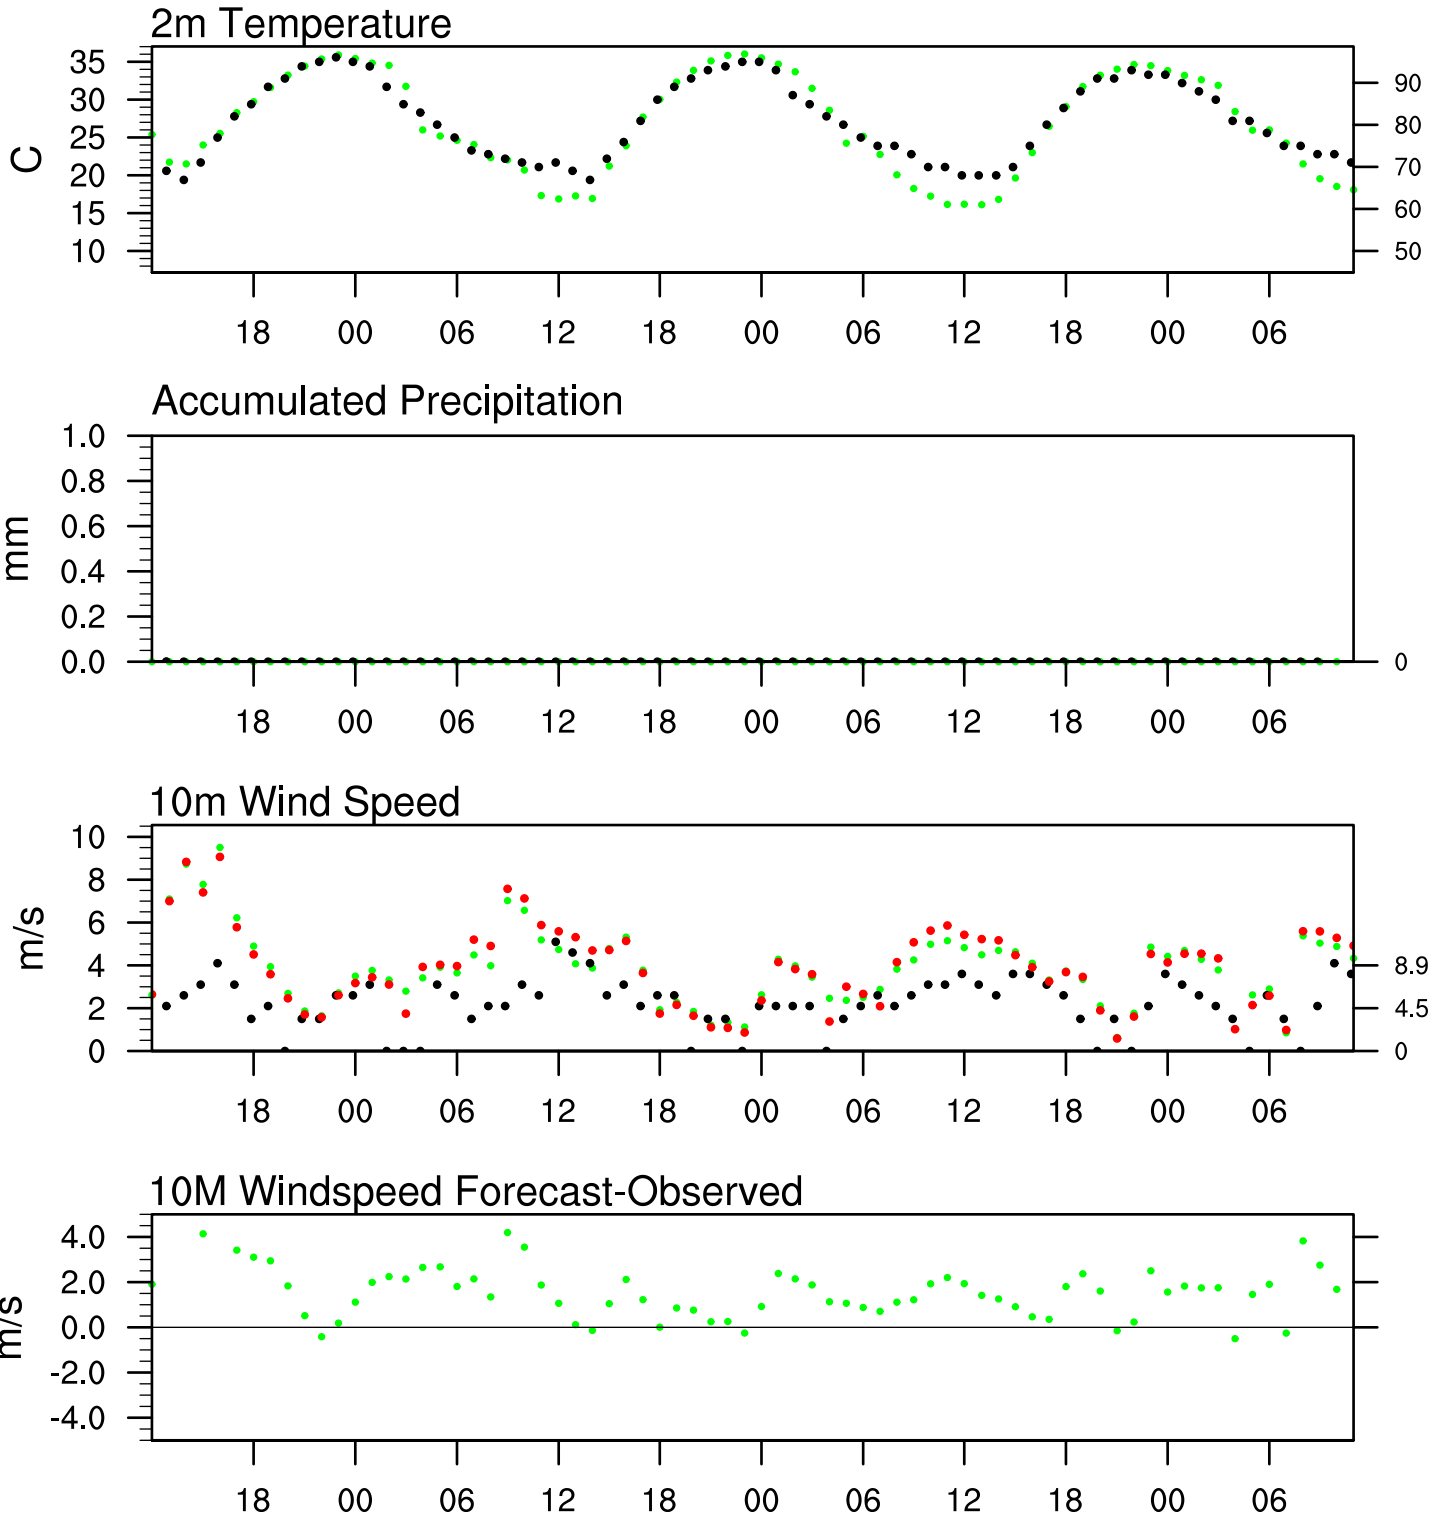 2m Temperature
35
30
25
20
15
10
C
90
80
70
60
50
18 00 06 12 18 00 06 12 18 00 06
Accumulated Precipitation
1.0
0.8
0.6
0.4
0.2
0.0
mm
0
18 00 06 12 18 00 06 12 18 00 06
10m Wind Speed
10
8
6
4
2
0
m/s
8.9
4.5
0
18 00 06 12 18 00 06 12 18 00 06
10M Windspeed Forecast-Observed
4.0
2.0
0.0
-2.0
-4.0
m/s
18 00 06 12 18 00 06 12 18 00 06